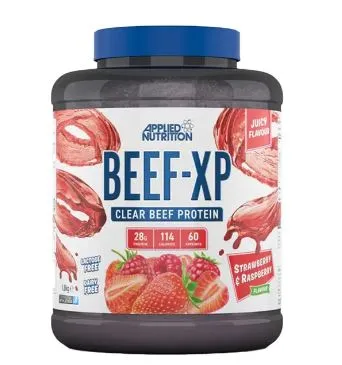 APPLIED
NUTRITION
JUICY
FLAVOUR
BEEF-XP
CLEAR BEEF PROTEIN
28G 114 60
PROTEIN CALORIES SERVINGS
LACTOSE
FREE
DAIRY
FREE
STRAWBERRY
& RASPBERRY
FLAVOUR